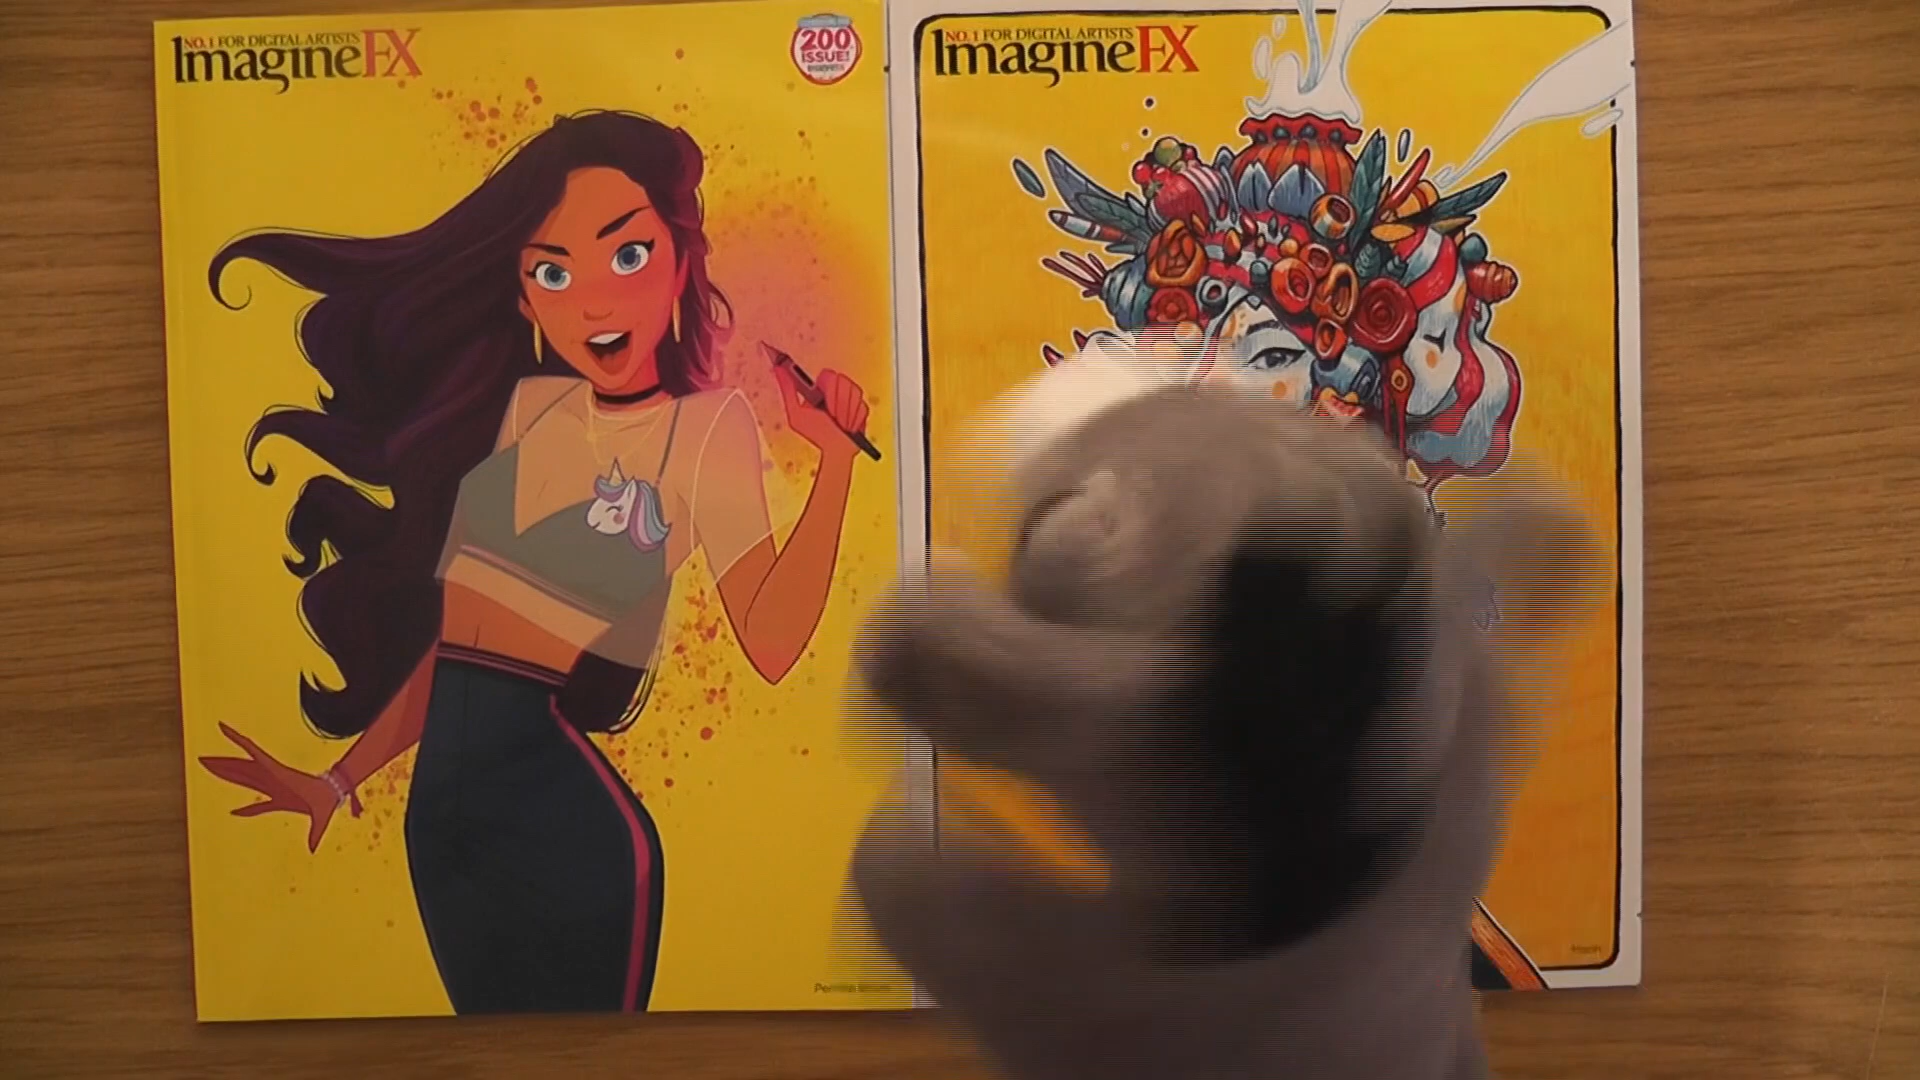 NO. 1 FOR DIGITAL ARTISTS
ImagineFX
200
ISSUE!
NO. 1 FOR DIGITAL ARTISTS
ImagineFX